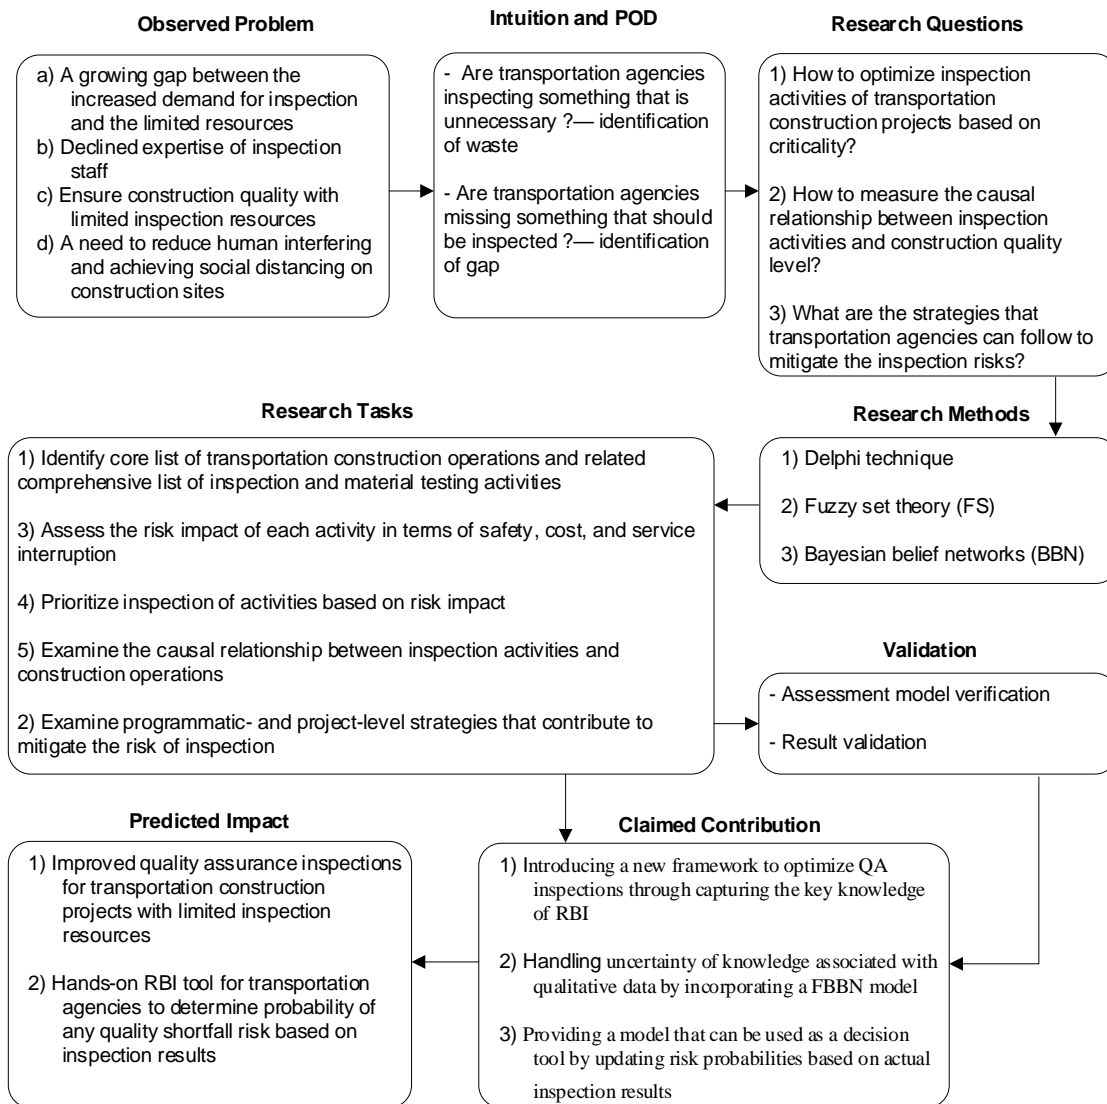 Observed Problem
a) A growing gap between the
increased demand for inspection
and the limited resources
b) Declined expertise of inspection
staff
c) Ensure construction quality with
limited inspection resources
d) A need to reduce human interfering
and achieving social distancing on
construction sites
Intuition and POD
- Are transportation agencies
inspecting something that is
unnecessary ?— identification
of waste
- Are transportation agencies
missing something that should
be inspected ?— identification
of gap
Research Questions
1) How to optimize inspection
activities of transportation
construction projects based on
criticality?
2) How to measure the causal
relationship between inspection
activities and construction quality
level?
3) What are the strategies that
transportation agencies can follow to
mitigate the inspection risks?
Research Methods
1) Delphi technique
2) Fuzzy set theory (FS)
3) Bayesian belief networks (BBN)
Research Tasks
1) Identify core list of transportation construction operations and related
comprehensive list of inspection and material testing activities
3) Assess the risk impact of each activity in terms of safety, cost, and service
interruption
4) Prioritize inspection of activities based on risk impact
5) Examine the causal relationship between inspection activities and
construction operations
2) Examine programmatic- and project-level strategies that contribute to
mitigate the risk of inspection
Validation
- Assessment model verification
- Result validation
Claimed Contribution
1) Introducing a new framework to optimize QA
inspections through capturing the key knowledge
of RBI
2) Handling uncertainty of knowledge associated with
qualitative data by incorporating a FBBN model
3) Providing a model that can be used as a decision
tool by updating risk probabilities based on actual
inspection results
Predicted Impact
1) Improved quality assurance inspections
for transportation construction
projects with limited inspection
resources
2) Hands-on RBI tool for transportation
agencies to determine probability of
any quality shortfall risk based on
inspection results